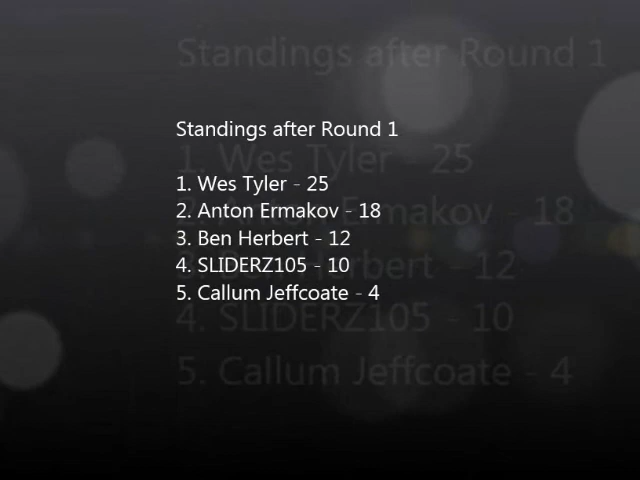 Standings after Round 1
1. Wes Tyler - 25
2. Anton Ermakov - 18
3. Ben Herbert - 12
4. SLIDERZ105 - 10
5. Callum Jeffcoate - 4